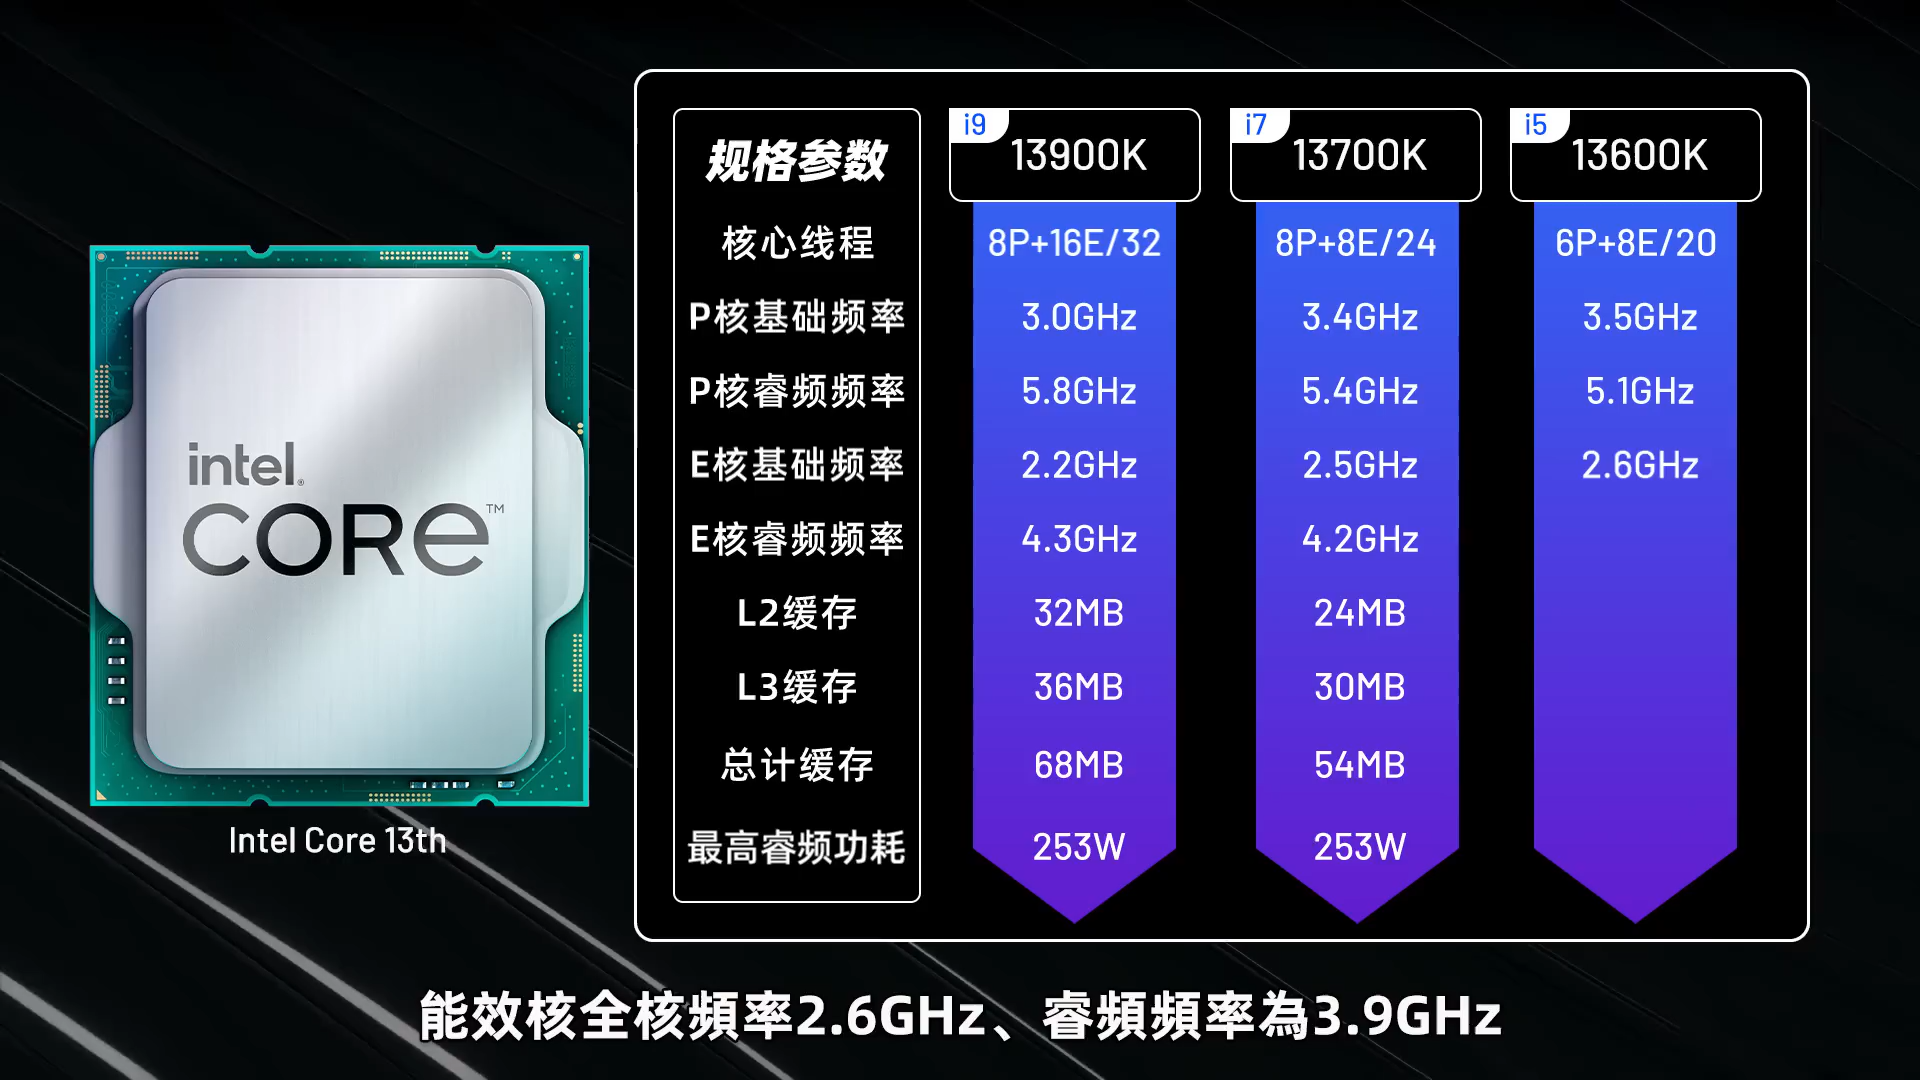 intel.
CORE™
Intel Core 13th
规格参数 i9 13900K i7 13700K i5 13600K
核心线程 8P+16E/32 8P+8E/24 6P+8E/20
P核基础频率 3.0GHz 3.4GHz 3.5GHz
P核睿频频率 5.8GHz 5.4GHz 5.1GHz
E核基础频率 2.2GHz 2.5GHz 2.6GHz
E核睿频频率 4.3GHz 4.2GHz
L2缓存 32MB 24MB
L3缓存 36MB 30MB
总计缓存 68MB 54MB
最高睿频功耗 253W 253W
能效核全核頻率2.6GHz、睿頻頻率為3.9GHz